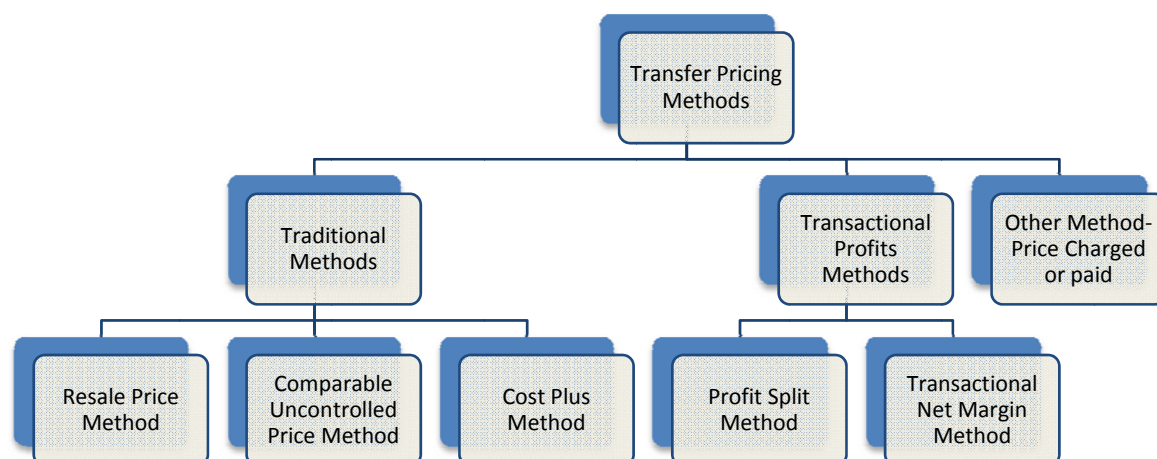 Transfer Pricing
Methods
Traditional
Methods
Transactional
Profits
Methods
Other Method-
Price Charged
or paid
Resale Price
Method
Comparable
Uncontrolled
Price Method
Cost Plus
Method
Profit Split
Method
Transactional
Net Margin
Method